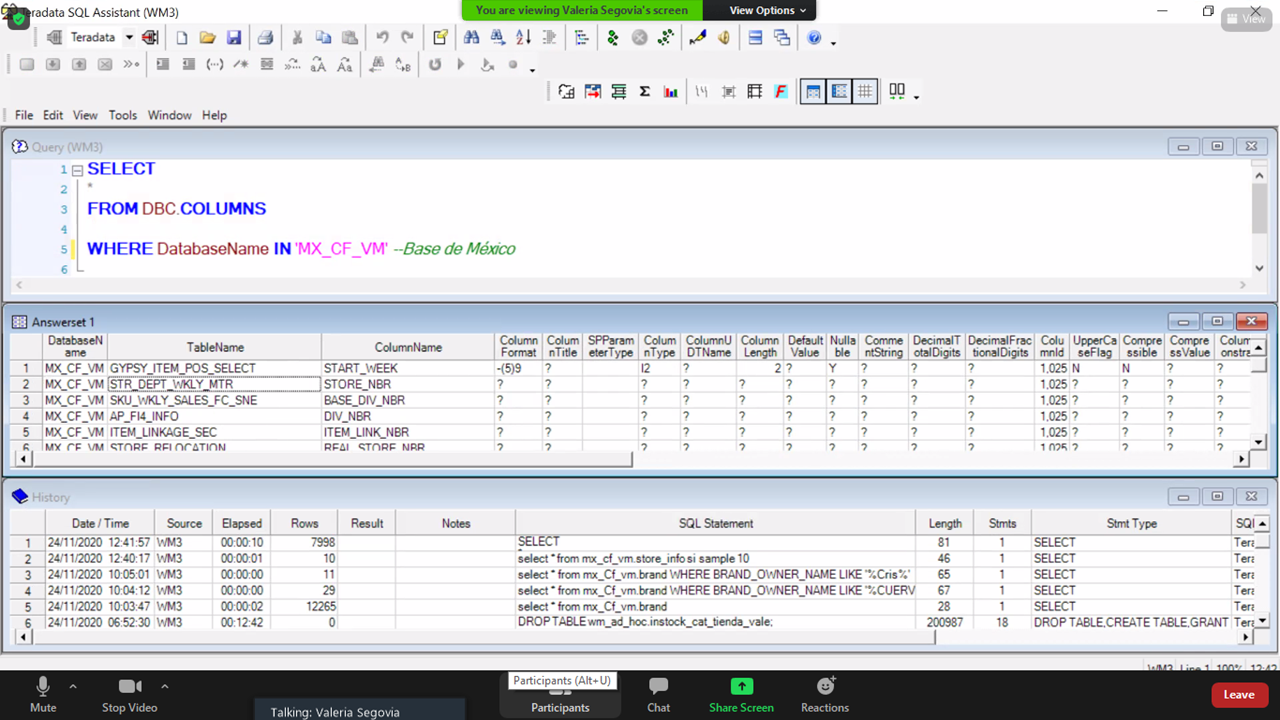 Teradata SQL Assistant (WM3)
You are viewing Valeria Segovia's screen
View Options
View
Teradata
File Edit View Tools Window Help
Query (WM3)
1 SELECT
2 *
3 FROM DBC.COLUMNS
4
5 WHERE DatabaseName IN 'MX_CF_VM' --Base de México
6
Answerset 1
DatabaseName TableName ColumnName ColumnFormat ColumnTitle SPParameterType ColumnType ColumnUDTName ColumnLength DefaultValue Nullable CommentString DecimalTotalDigits DecimalFractionalDigits ColumnId UpperCaseFlag Compressible CompressValue Colum onstra
1 MX_CF_VM GYPSY_ITEM_POS_SELECT START_WEEK -(5)9 ? I2 ? 2 ? Y ? ? ? 1,025 N N ? ?
2 MX_CF_VM STR_DEPT_WKLY_MTR STORE_NBR ? ? ? ? ? ? ? ? ? ? 1,025 ? ? ? ?
3 MX_CF_VM SKU_WKLY_SALES_FC_SNE BASE_DIV_NBR ? ? ? ? ? ? ? ? ? ? 1,025 ? ? ? ?
4 MX_CF_VM AP_FI4_INFO DIV_NBR ? ? ? ? ? ? ? ? ? ? 1,025 ? ? ? ?
5 MX_CF_VM ITEM_LINKAGE_SEC ITEM_LINK_NBR ? ? ? ? ? ? ? ? ? ? 1,025 ? ? ? ?
6 MX_CF_VM STORE_RELOCATION REAL_STORE_NBR ? ? ? ? ? ? ? ? ? ? 1,025 ? ? ? ?
History
Date / Time Source Elapsed Rows Result Notes SQL Statement Length Stmts Stmt Type SQL
1 24/11/2020 12:41:57 WM3 00:00:10 7998 SELECT 81 1 SELECT Tera
2 24/11/2020 12:40:17 WM3 00:00:01 10 select * from mx_cf_vm.store_info si sample 10 46 1 SELECT Tera
3 24/11/2020 10:05:01 WM3 00:00:00 11 select * from mx_Cf_vm.brand WHERE BRAND_OWNER_NAME LIKE '%Cris%' 65 1 SELECT Tera
4 24/11/2020 10:04:12 WM3 00:00:00 29 select * from mx_Cf_vm.brand WHERE BRAND_OWNER_NAME LIKE '%CUERV 67 1 SELECT Tera
5 24/11/2020 10:03:47 WM3 00:00:02 12265 select * from mx_Cf_vm.brand 28 1 SELECT Tera
6 24/11/2020 06:52:30 WM3 00:12:42 0 DROP TABLE wm_ad_hoc.instock_cat_tienda_vale; 200987 18 DROP TABLE,CREATE TABLE,GRANT Tera
WM3 Line 1 100% 12:42
Participants (Alt+U)
Mute Stop Video Participants Chat Share Screen Reactions Leave
Talking: Valeria Segovia